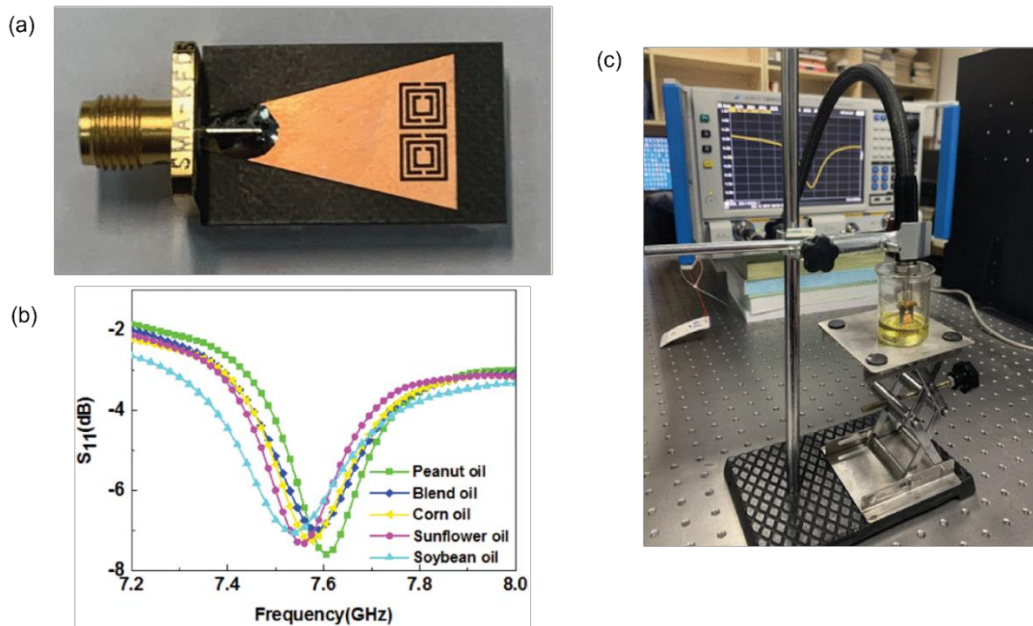 (a)
SMA-KFD
(b)
S11(dB)
-2
-4
-6
-8
7.2
7.4
7.6
7.8
8.0
Frequency(GHz)
Peanut oil
Blend oil
Corn oil
Sunflower oil
Soybean oil
(c)